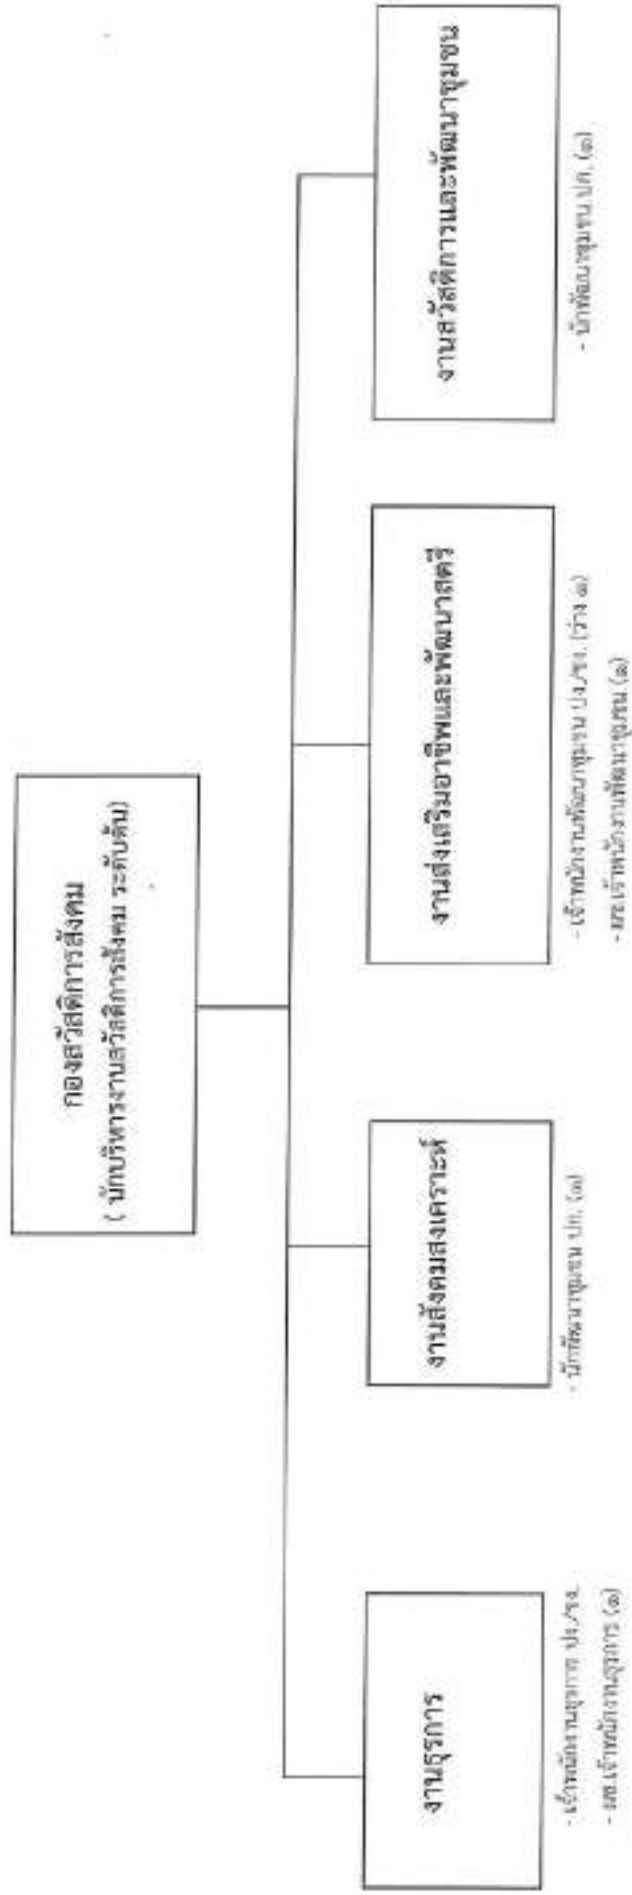 กองสวัสดิการสังคม
( นักบริหารงานสวัสดิการสังคม ระดับต้น)
งานธุรการ
- เจ้าพนักงานธุรการ ปง./ชง.
- ผช.เจ้าพนักงานธุรการ (๑)
งานสังคมสงเคราะห์
- นักพัฒนาชุมชน ปก. (๑)
งานส่งเสริมอาชีพและพัฒนาสตรี
- เจ้าพนักงานพัฒนาชุมชน ปง./ชง. (ว่าง ๑)
- ผช.เจ้าพนักงานพัฒนาชุมชน (๑)
งานสวัสดิการและพัฒนาชุมชน
- นักพัฒนาชุมชน ปก. (๑)